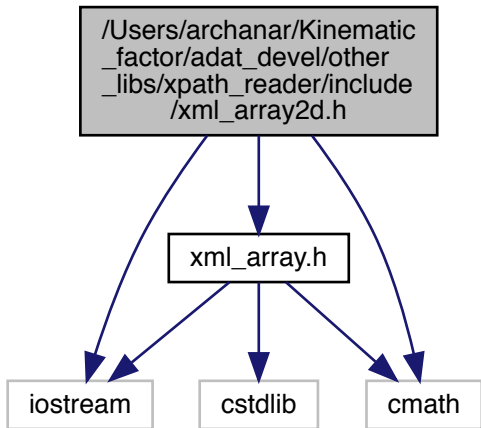 /Users/archanar/Kinematic
_factor/adat_devel/other
_libs/xpath_reader/include
/xml_array2d.h
xml_array.h
iostream
cstdlib
cmath